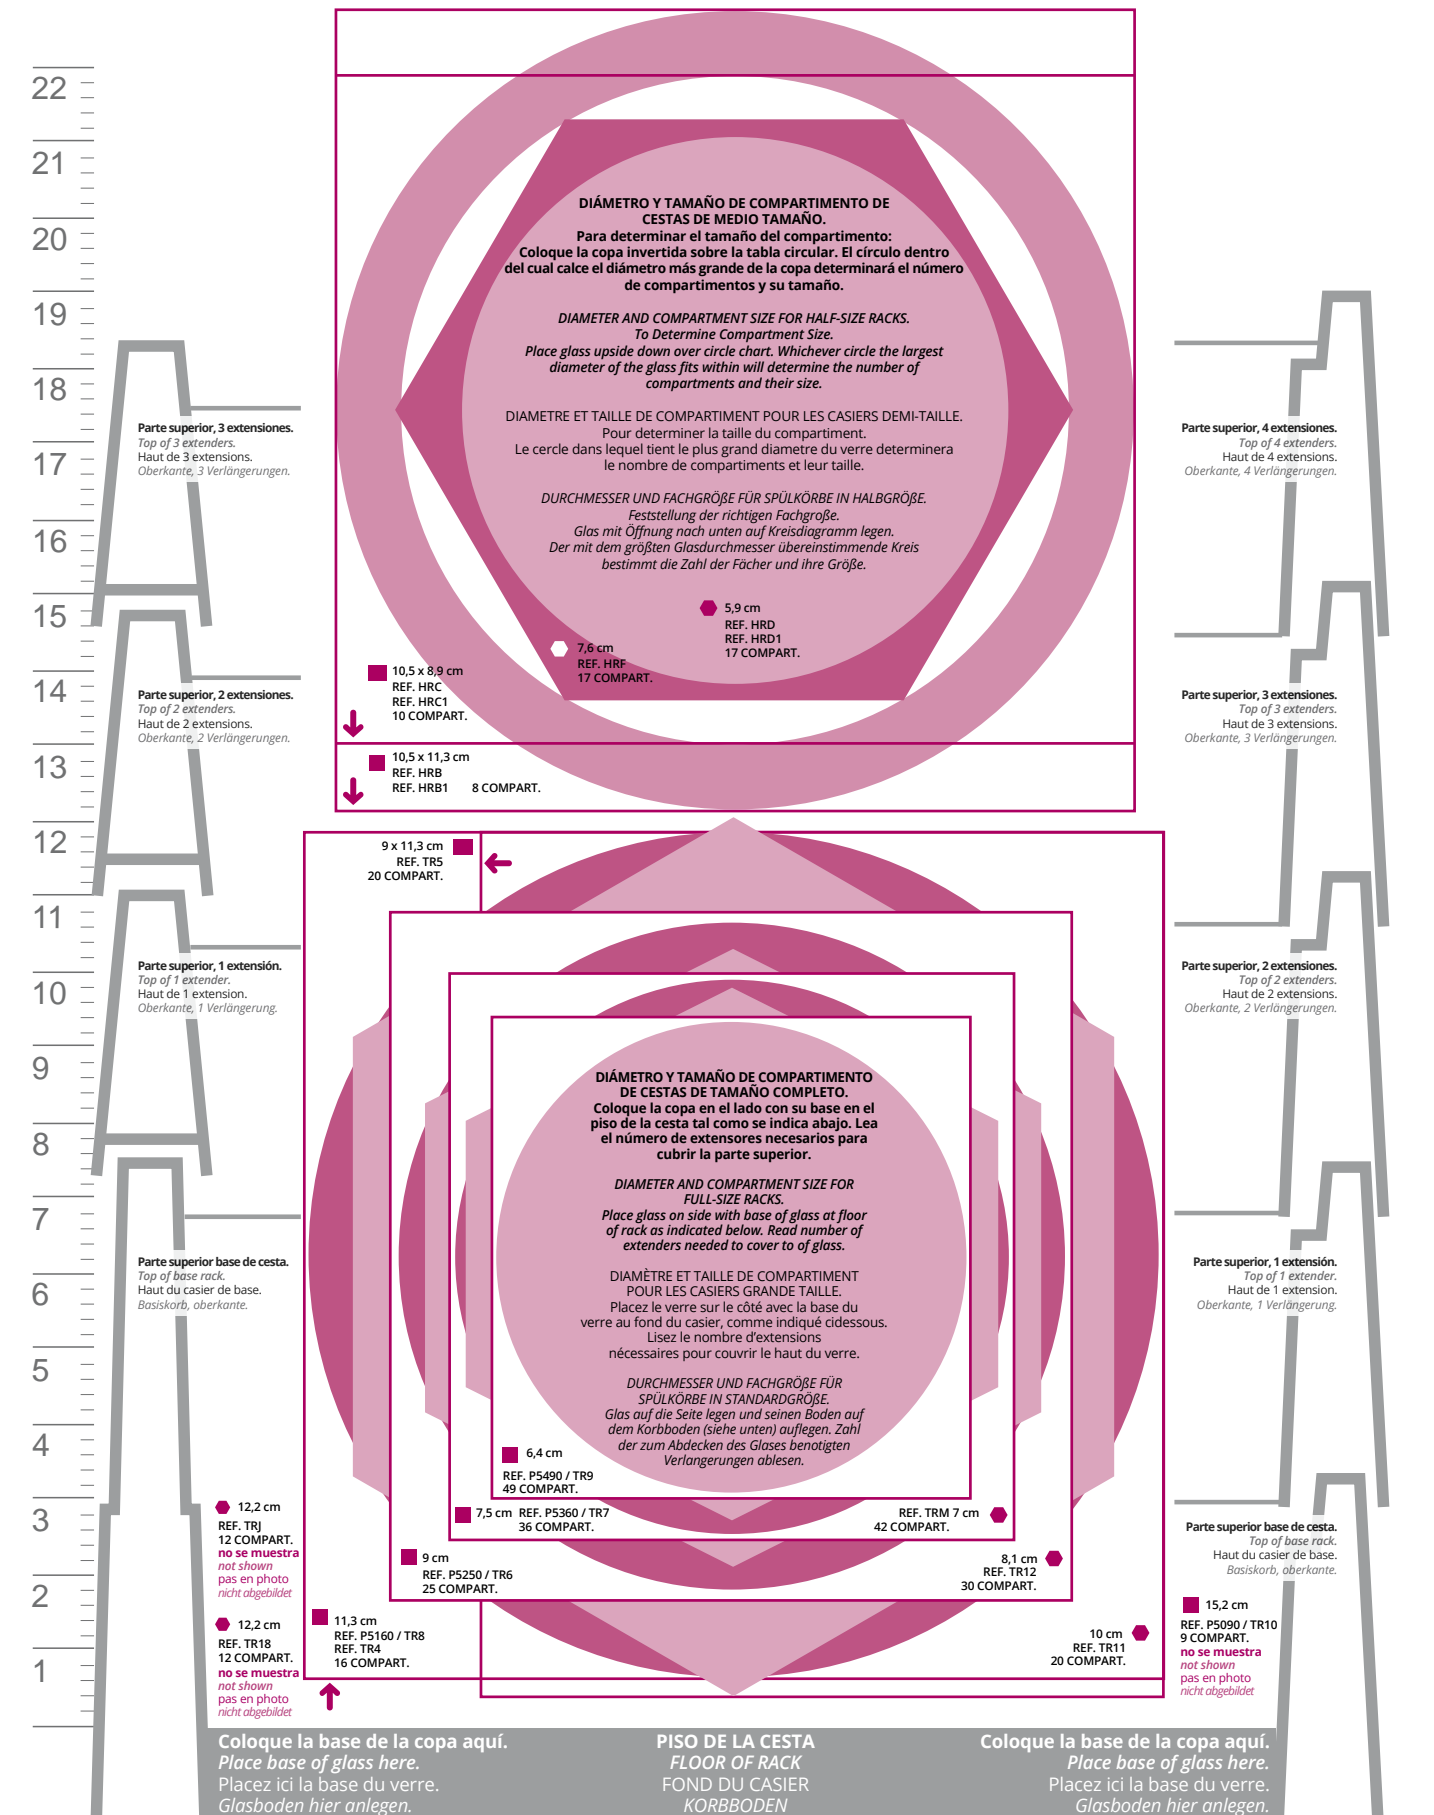 22
21
20
19
18
17
16
15
14
13
12
11
10
9
8
7
6
5
4
3
2
1
Parte superior, 3 extensiones.
Top of 3 extenders.
Haut de 3 extensions.
Oberkante, 3 Verlängerungen.
Parte superior, 2 extensiones.
Top of 2 extenders.
Haut de 2 extensions.
Oberkante, 2 Verlängerungen.
Parte superior, 1 extensión.
Top of 1 extender.
Haut de 1 extension.
Oberkante, 1 Verlängerung.
Parte superior base de cesta.
Top of base rack.
Haut du casier de base.
Basiskorb, oberkante.
DIÁMETRO Y TAMAÑO DE COMPARTIMENTO DE
CESTAS DE MEDIO TAMAÑO.
Para determinar el tamaño del compartimento:
Coloque la copa invertida sobre la tabla circular. El círculo dentro
del cual calce el diámetro más grande de la copa determinará el número
de compartimentos y su tamaño.
DIAMETER AND COMPARTMENT SIZE FOR HALF-SIZE RACKS.
To Determine Compartment Size.
Place glass upside down over circle chart. Whichever circle the largest
diameter of the glass fits within will determine the number of
compartments and their size.
DIAMETRE ET TAILLE DE COMPARTIMENT POUR LES CASIERS DEMI-TAILLE.
Pour determiner la taille du compartiment.
Le cercle dans lequel tient le plus grand diametre du verre determinera
le nombre de compartiments et leur taille.
DURCHMESSER UND FACHGRÖßE FÜR SPÜLKÖRBE IN HALBGRÖßE.
Feststellung der richtigen Fachgroße.
Glas mit Öffnung nach unten auf Kreisdiagramm legen.
Der mit dem größten Glasdurchmesser übereinstimmende Kreis
bestimmt die Zahl der Fächer und ihre Größe.
5,9 cm
REF. HRD
REF. HRD1
17 COMPART.
7,6 cm
REF. HRF
17 COMPART.
10,5 x 8,9 cm
REF. HRC
REF. HRC1
10 COMPART.
10,5 x 11,3 cm
REF. HRB
REF. HRB1 8 COMPART.
9 x 11,3 cm
REF. TR5
20 COMPART.
DIÁMETRO Y TAMAÑO DE COMPARTIMENTO
DE CESTAS DE TAMAÑO COMPLETO.
Coloque la copa en el lado con su base en el
piso de la cesta tal como se indica abajo. Lea
el número de extensores necesarios para
cubrir la parte superior.
DIAMETER AND COMPARTMENT SIZE FOR
FULL-SIZE RACKS.
Place glass on side with base of glass at floor
of rack as indicated below. Read number of
extenders needed to cover to of glass.
DIAMÈTRE ET TAILLE DE COMPARTIMENT
POUR LES CASIERS GRANDE TAILLE.
Placez le verre sur le côté avec la base du
verre au fond du casier, comme indiqué cidessous.
Lisez le nombre d'extensions
nécessaires pour couvrir le haut du verre.
DURCHMESSER UND FACHGRÖßE FÜR
SPÜLKÖRBE IN STANDARDGRÖßE.
Glas auf die Seite legen und seinen Boden auf
dem Korbboden (siehe unten) auflegen. Zahl
der zum Abdecken des Glases benotigten
Verlangerungen ablesen.
6,4 cm
REF. P5490 / TR9
49 COMPART.
7,5 cm REF. P5360 / TR7
36 COMPART.
REF. TRM 7 cm
42 COMPART.
9 cm
REF. P5250 / TR6
25 COMPART.
8,1 cm
REF. TR12
30 COMPART.
11,3 cm
REF. P5160 / TR8
REF. TR4
16 COMPART.
10 cm
REF. TR11
20 COMPART.
12,2 cm
REF. TRJ
12 COMPART.
no se muestra
not shown
pas en photo
nicht abgebildet
12,2 cm
REF. TR18
12 COMPART.
no se muestra
not shown
pas en photo
nicht abgebildet
Parte superior, 4 extensiones.
Top of 4 extenders.
Haut de 4 extensions.
Oberkante, 4 Verlängerungen.
Parte superior, 3 extensiones.
Top of 3 extenders.
Haut de 3 extensions.
Oberkante, 3 Verlängerungen.
Parte superior, 2 extensiones.
Top of 2 extenders.
Haut de 2 extensions.
Oberkante, 2 Verlängerungen.
Parte superior, 1 extensión.
Top of 1 extender.
Haut de 1 extension.
Oberkante, 1 Verlängerung.
Parte superior base de cesta.
Top of base rack.
Haut du casier de base.
Basiskorb, oberkante.
15,2 cm
REF. P5090 / TR10
9 COMPART.
no se muestra
not shown
pas en photo
nicht abgebildet
Coloque la base de la copa aquí.
Place base of glass here.
Placez ici la base du verre.
Glasboden hier anlegen.
PISO DE LA CESTA
FLOOR OF RACK
FOND DU CASIER
KORBBODEN
Coloque la base de la copa aquí.
Place base of glass here.
Placez ici la base du verre.
Glasboden hier anlegen.